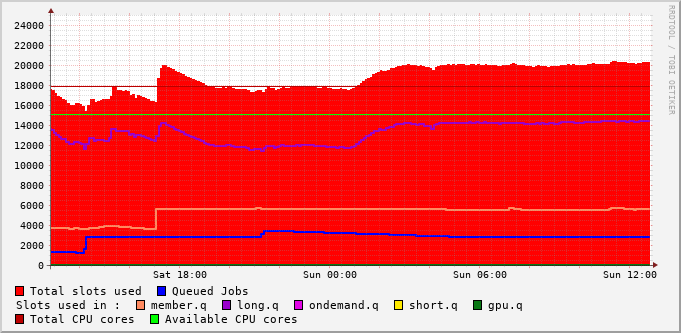 24000
22000
20000
18000
16000
14000
12000
10000
8000
6000
4000
2000
0
Sat 18:00 Sun 00:00 Sun 06:00 Sun 12:00
Total slots used Queued Jobs
Slots used in : member.q long.q ondemand.q short.q gpu.q
Total CPU cores Available CPU cores
RRDTOOL / TOBI OETIKER